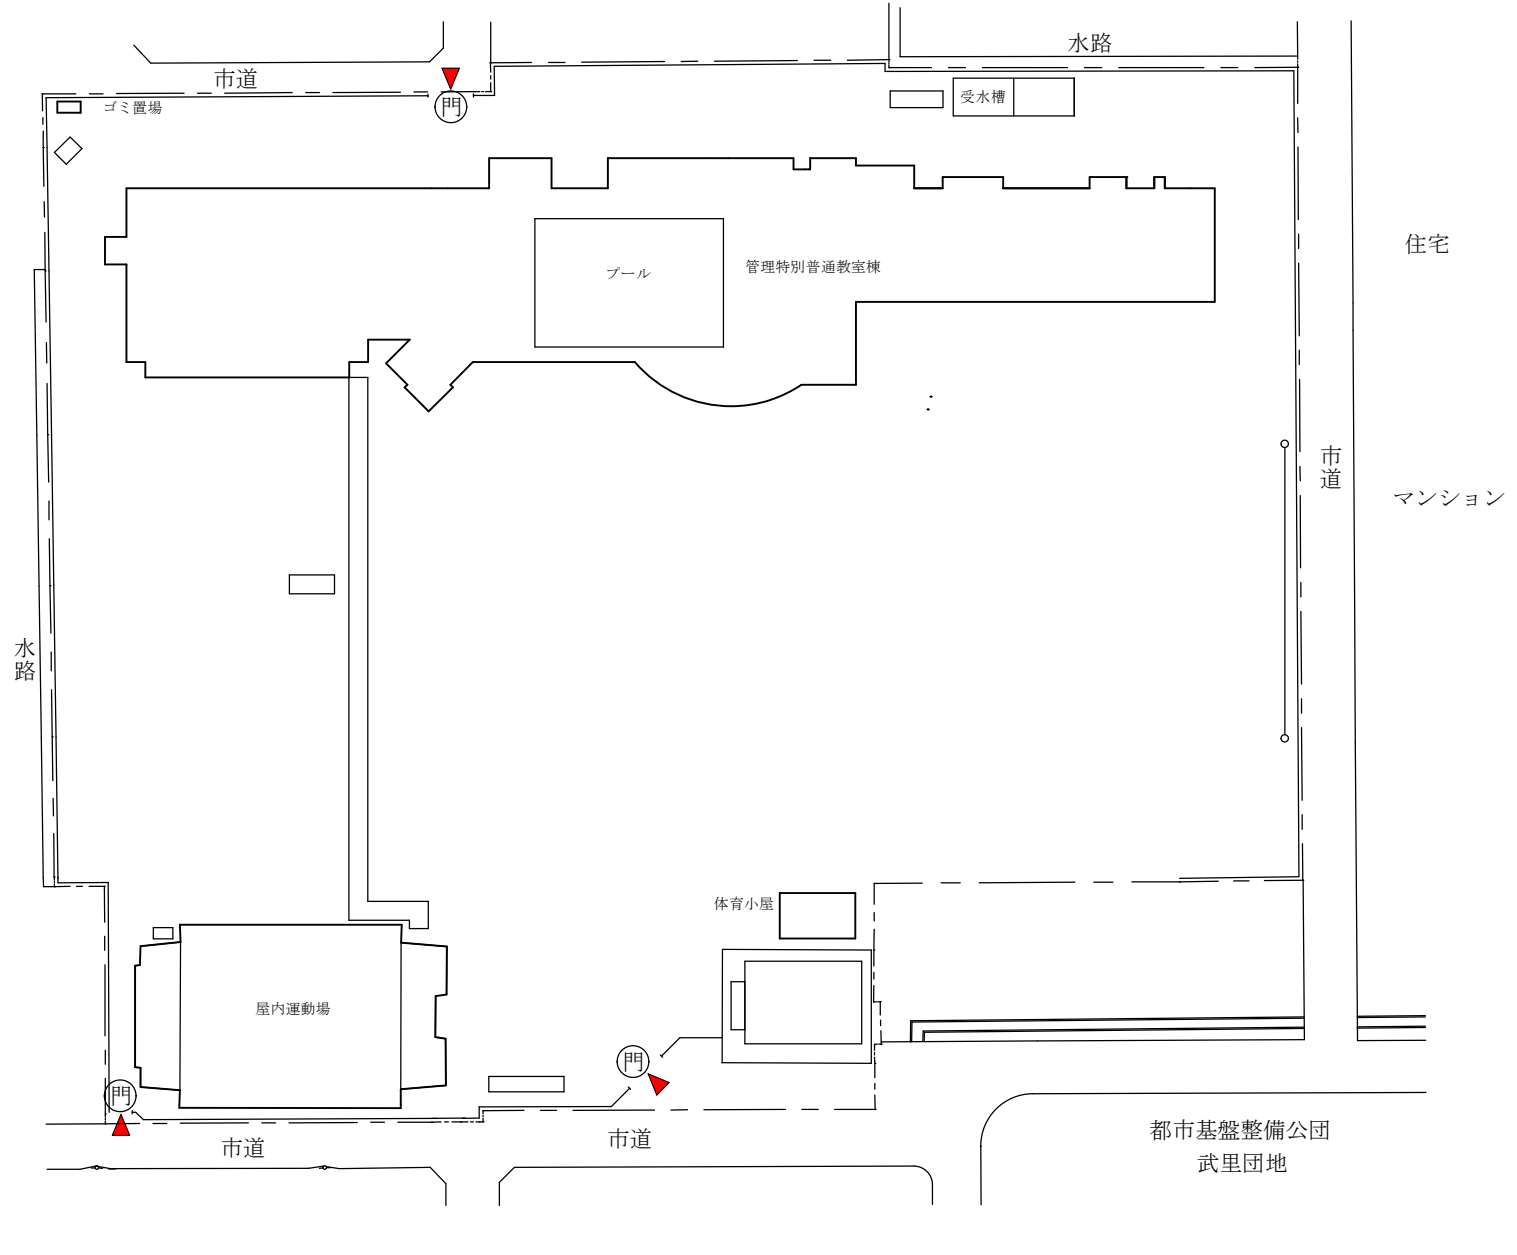 水路
市道
ゴミ置場
門
受水槽
住宅
プール
管理特別普通教室棟
市道
マンション
水路
体育小屋
屋内運動場
門
門
市道
市道
都市基盤整備公団
武里団地